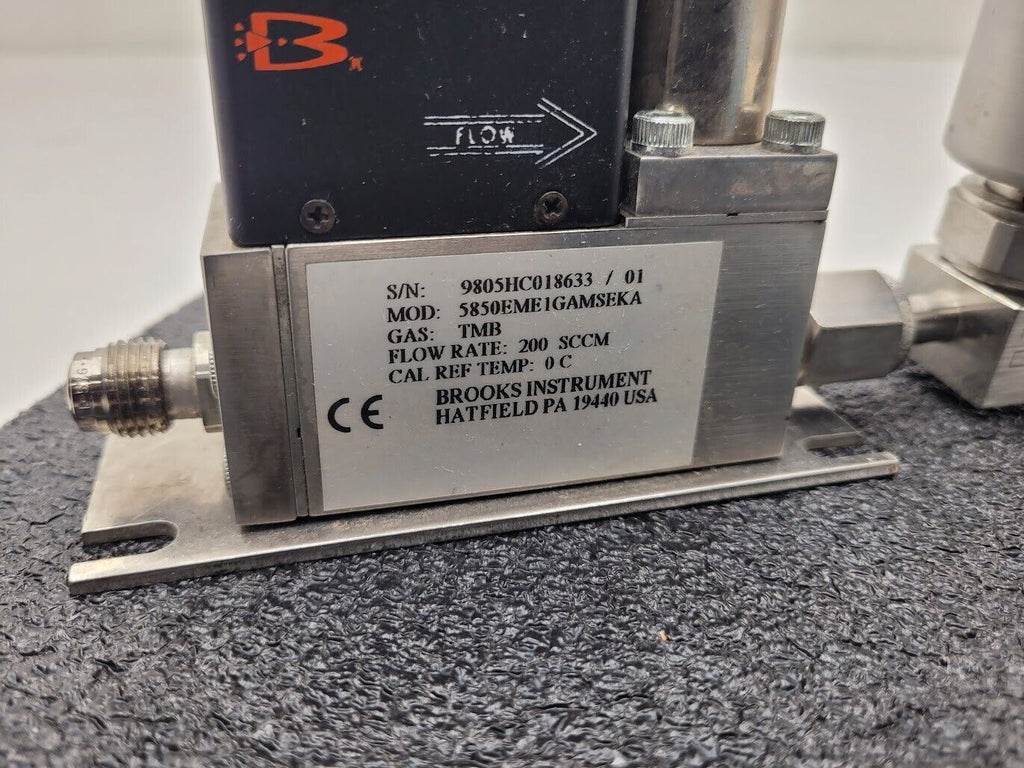 B
FLOW
S/N: 9805HC018633 / 01
MOD: 5850EME1GAMSEKA
GAS: TMB
FLOW RATE: 200 SCCM
CAL REF TEMP: 0 C
BROOKS INSTRUMENT
HATFIELD PA 19440 USA
CE